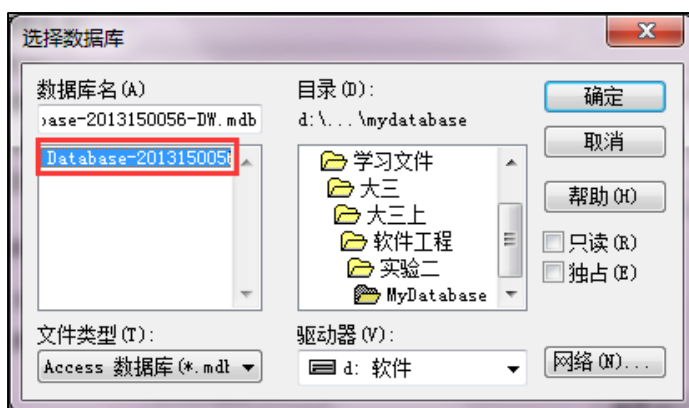 选择数据库
数据库名(A)
base-2013150056-DW.mdb
Database-2013150056
文件类型(T):
Access 数据库(*.mdb
目录(D):
d:\...\mydatabase
学习文件
大三
大三上
软件工程
实验二
MyDatabase
驱动器(V):
d: 软件
确定
取消
帮助(H)
只读(R)
独占(E)
网络(N)...